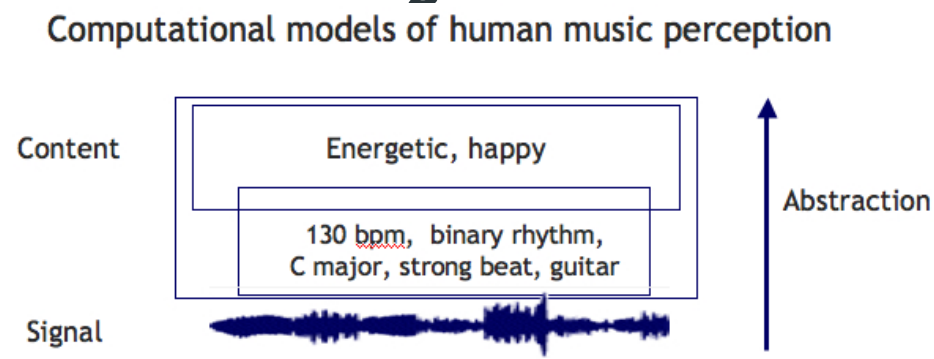 Computational models of human music perception
Content
Energetic, happy
Abstraction
130 bpm, binary rhythm,
C major, strong beat, guitar
Signal